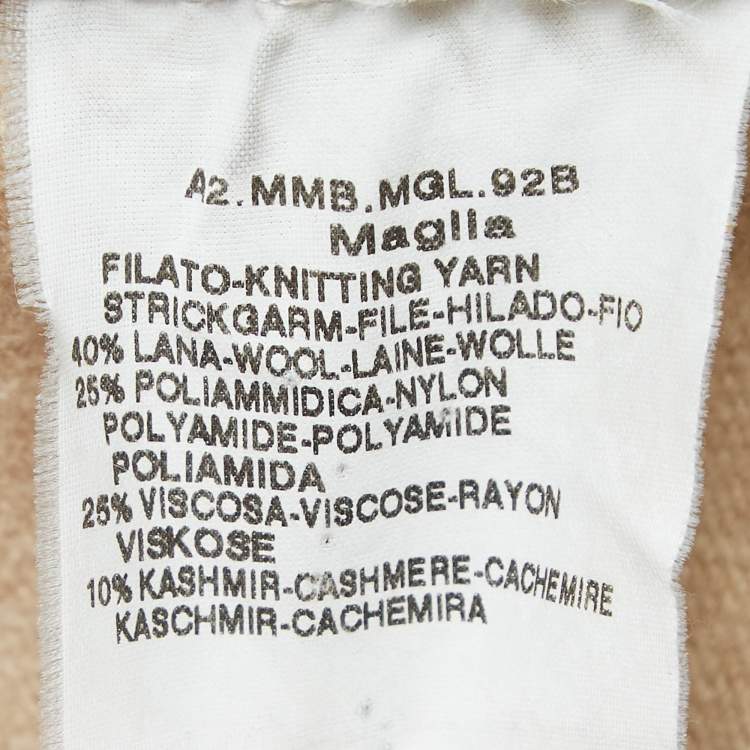 A2.MMB.MGL.92B
Maglia
FILATO-KNITTING YARN
STRICKGARM-FILE-HILADO-FIO
40% LANA-WOOL-LAINE-WOLLE
25% POLIAMMIDICA-NYLON
POLYAMIDE-POLYAMIDE
POLIAMIDA
25% VISCOSA-VISCOSE-RAYON
VISKOSE
10% KASHMIR-CASHMERE-CACHEMIRE
KASCHMIR-CACHEMIRA